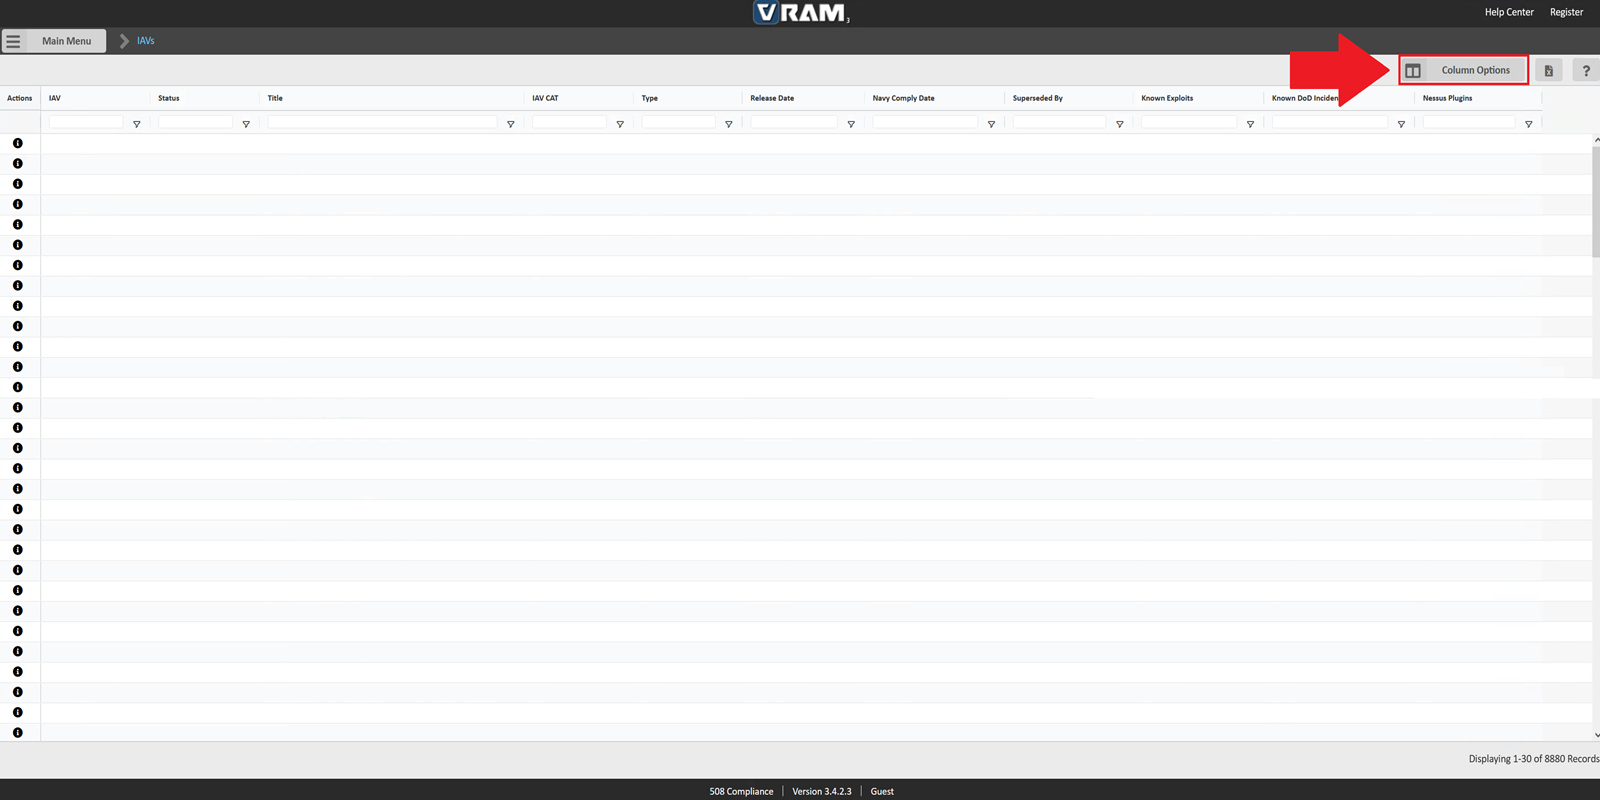 VRAM 3
Help Center Register
Main Menu IAVs
Column Options ?
Actions IAV Status Title IAV CAT Type Release Date Navy Comply Date Superseded By Known Exploits Known DoD Inciden Nessus Plugins
Displaying 1-30 of 8880 Records
508 Compliance | Version 3.4.2.3 | Guest